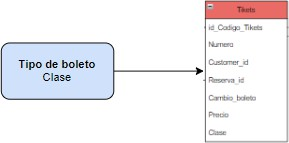 Tipo de boleto
Clase
Tikets
id_Codigo_Tikets
Numero
Customer_id
Reserva_id
Cambio_boleto
Precio
Clase